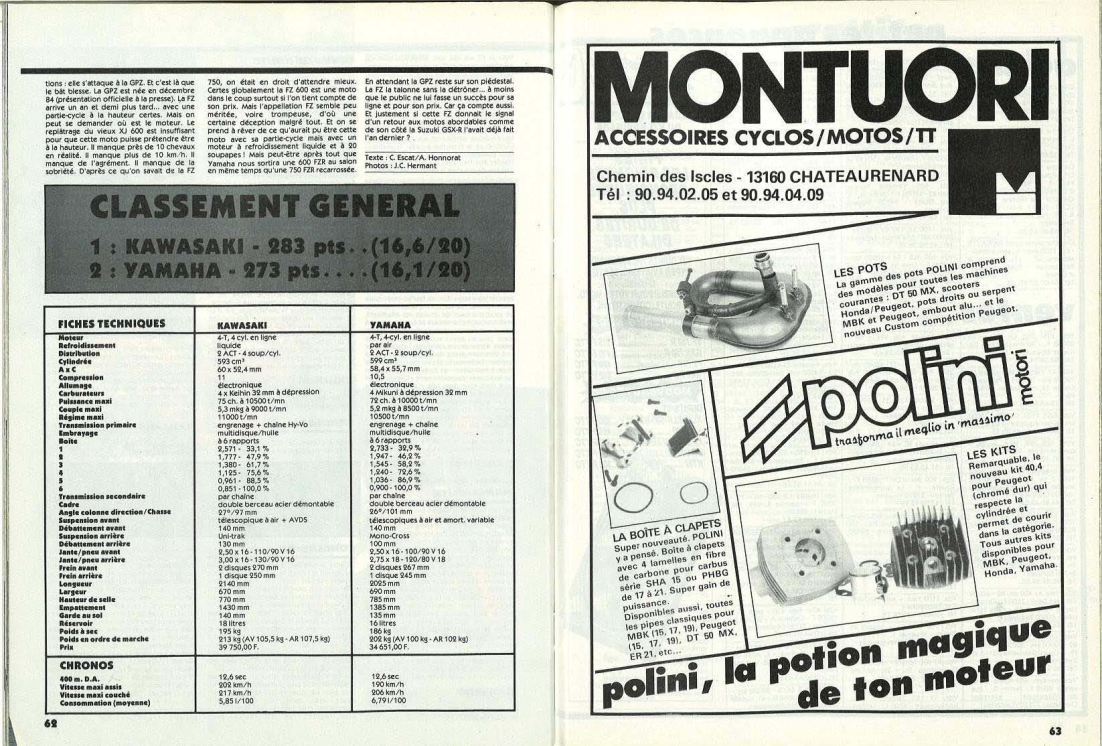 tions : elle s'attaque à la GPZ. Et c'est là que
le bât blesse. La GPZ est née en décembre
84 (présentation officielle à la presse). La FZ
arrive un an et demi plus tard... avec une
partie-cycle à la hauteur certes. Mais on
peut se demander où est le moteur. Le
replâtrage du vieux XJ 600 est insuffisant
pour que cette moto puisse prétendre être
à la hauteur. Il manque près de 10 chevaux
en réalité. Il manque plus de 10 km/h. Il
manque de l'agrément. Il manque de la
sobriété. D'après ce qu'on savait de la FZ
750, on était en droit d'attendre mieux.
Certes globalement la FZ 600 est une moto
dans le coup surtout si l'on tient compte de
son prix. Mais l'appellation FZ semble peu
méritée, voire trompeuse, d'où une
certaine déception malgré tout. Et on se
prend à rêver de ce qu'aurait pu être cette
moto avec sa partie-cycle mais avec un
moteur à refroidissement liquide et à 20
soupapes ! Mais peut-être après tout que
Yamaha nous sortira une 600 FZR au salon
en même temps qu'une 750 FZR recarrossée.
En attendant la GPZ reste sur son piédestal.
La FZ la talonne sans la détrôner... à moins
que le public ne lui fasse un succès pour sa
ligne et pour son prix. Car ça compte aussi.
Et justement si cette FZ donnait le signal
d'un retour aux motos abordables comme
de son côté la Suzuki GSX-R l'avait déjà fait
l'an dernier ?
Texte : C. Escat/A. Honnorat
Photos : J.C. Hermant
CLASSEMENT GENERAL
1 : KAWASAKI - 283 pts. . (16,6/20)
2 : YAMAHA - 273 pts. . . . (16,1/20)
FICHES TECHNIQUES KAWASAKI YAMAHA
Moteur 4-T, 4 cyl. en ligne 4-T, 4-cyl. en ligne
Refroidissement liquide par air
Distribution 2 ACT - 4 soup/cyl. 2 ACT - 2 soup/cyl.
Cylindrée 593 cm³ 599 cm³
A x C 60 x 52,4 mm 58,4 x 55,7 mm
Compression 11 10,5
Allumage électronique électronique
Carburateurs 4 x Keihin 32 mm à dépression 4 Mikuni à dépression 32 mm
Puissance maxi 75 ch. à 10500 t/mn 72 ch. à 10000 t/mn
Couple maxi 5,3 mkg à 9000 t/mn 5,2 mkg à 8500 t/mn
Régime maxi 11000 t/mn 10500 t/mn
Transmission primaire engrenage + chaîne Hy-Vo engrenage + chaîne
Embrayage multidisque/huile multidisque/huile
Boîte à 6 rapports à 6 rapports
1 2,571 - 33,1 % 2,733 - 32,9 %
2 1,777 - 47,9 % 1,947 - 46,2 %
3 1,380 - 61,7 % 1,545 - 58,2 %
4 1,125 - 75,6 % 1,240 - 72,6 %
5 0,961 - 88,5 % 1,036 - 86,9 %
6 0,851 - 100,0 % 0,900 - 100,0 %
Transmission secondaire par chaîne par chaîne
Cadre double berceau acier démontable double berceau acier démontable
Angle colonne direction/Chasse 27°/97 mm 26°/101 mm
Suspension avant télescopique à air + AVDS télescopiques à air et amort. variable
Débattement avant 140 mm 140 mm
Suspension arrière Uni-trak Mono-Cross
Débattement arrière 130 mm 100 mm
Jante/pneu avant 2,50 x 16 - 110/90 V 16 2,50 x 16 - 100/90 V 16
Jante/pneu arrière 3,00 x 16 - 130/90 V 16 2,75 x 18 - 120/80 V 18
Frein avant 2 disques 270 mm 2 disques 267 mm
Frein arrière 1 disque 250 mm 1 disque 245 mm
Longueur 2140 mm 2025 mm
Largeur 670 mm 690 mm
Hauteur de selle 770 mm 785 mm
Empattement 1430 mm 1385 mm
Garde au sol 140 mm 135 mm
Réservoir 18 litres 16 litres
Poids à sec 195 kg 186 kg
Poids en ordre de marche 213 kg (AV 105,5 kg - AR 107,5 kg) 202 kg (AV 100 kg - AR 102 kg)
Prix 39 750,00 F. 34 651,00 F.
CHRONOS
400 m. D.A. 12,6 sec 12,6 sec
Vitesse maxi assis 202 km/h 190 km/h
Vitesse maxi couché 217 km/h 206 km/h
Consommation (moyenne) 5,85 l/100 6,79 l/100
62
MONTUORI
ACCESSOIRES CYCLOS/MOTOS/TT
Chemin des Iscles - 13160 CHATEAURENARD
Tél : 90.94.02.05 et 90.94.04.09
M
LES POTS
La gamme des pots POLINI comprend
des modèles pour toutes les machines
courantes : DT 50 MX, scooters
Honda/Peugeot, pots droits ou serpent
MBK et Peugeot, embout alu... et le
nouveau Custom compétition Peugeot.
polini motori
trasforma il meglio in 'massimo'
LA BOÎTE À CLAPETS
Super nouveauté. POLINI
y a pensé. Boîte à clapets
avec 4 lamelles en fibre
de carbone pour carbus
série SHA 15 ou PHBG
de 17 à 21. Super gain de
puissance.
Disponibles aussi, toutes
les pipes classiques pour
MBK (15, 17, 19), Peugeot
(15, 17, 19), DT 50 MX,
ER 21, etc...
LES KITS
Remarquable, le
nouveau kit 40,4
pour Peugeot
(chromé dur) qui
respecte la
cylindrée et
permet de courir
dans la catégorie.
Tous autres kits
disponibles pour
MBK, Peugeot,
Honda, Yamaha.
polini, la potion magique
de ton moteur
63